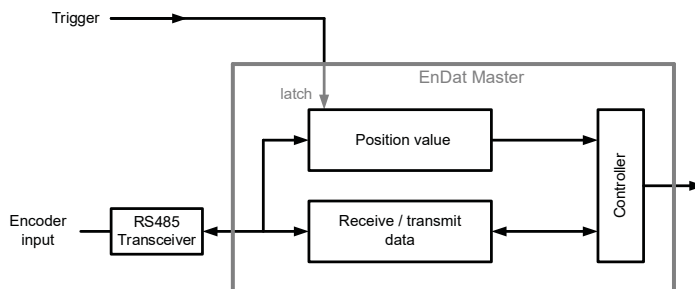 Trigger
EnDat Master
latch
Position value
Controller
Encoder
input
RS485
Transceiver
Receive / transmit
data